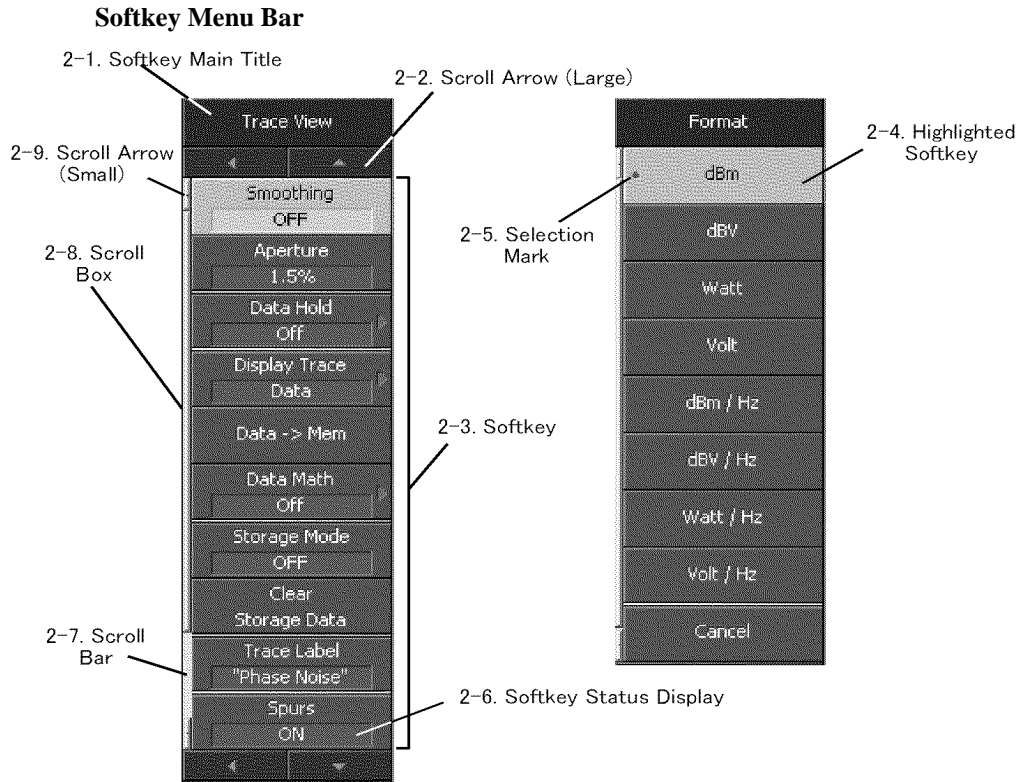 Softkey Menu Bar
2-1. Softkey Main Title
2-2. Scroll Arrow (Large)
Trace View
2-9. Scroll Arrow
(Small)
Smoothing
OFF
2-8. Scroll
Box
Aperture
1.5%
Data Hold
Off
Display Trace
Data
Data -> Mem
2-3. Softkey
Data Math
Off
Storage Mode
OFF
Clear
Storage Data
2-7. Scroll
Bar
Trace Label
"Phase Noise"
Spurs
ON
2-6. Softkey Status Display
Format
2-4. Highlighted
Softkey
dBm
2-5. Selection
Mark
dBV
Watt
Volt
dBm / Hz
dBV / Hz
Watt / Hz
Volt / Hz
Cancel